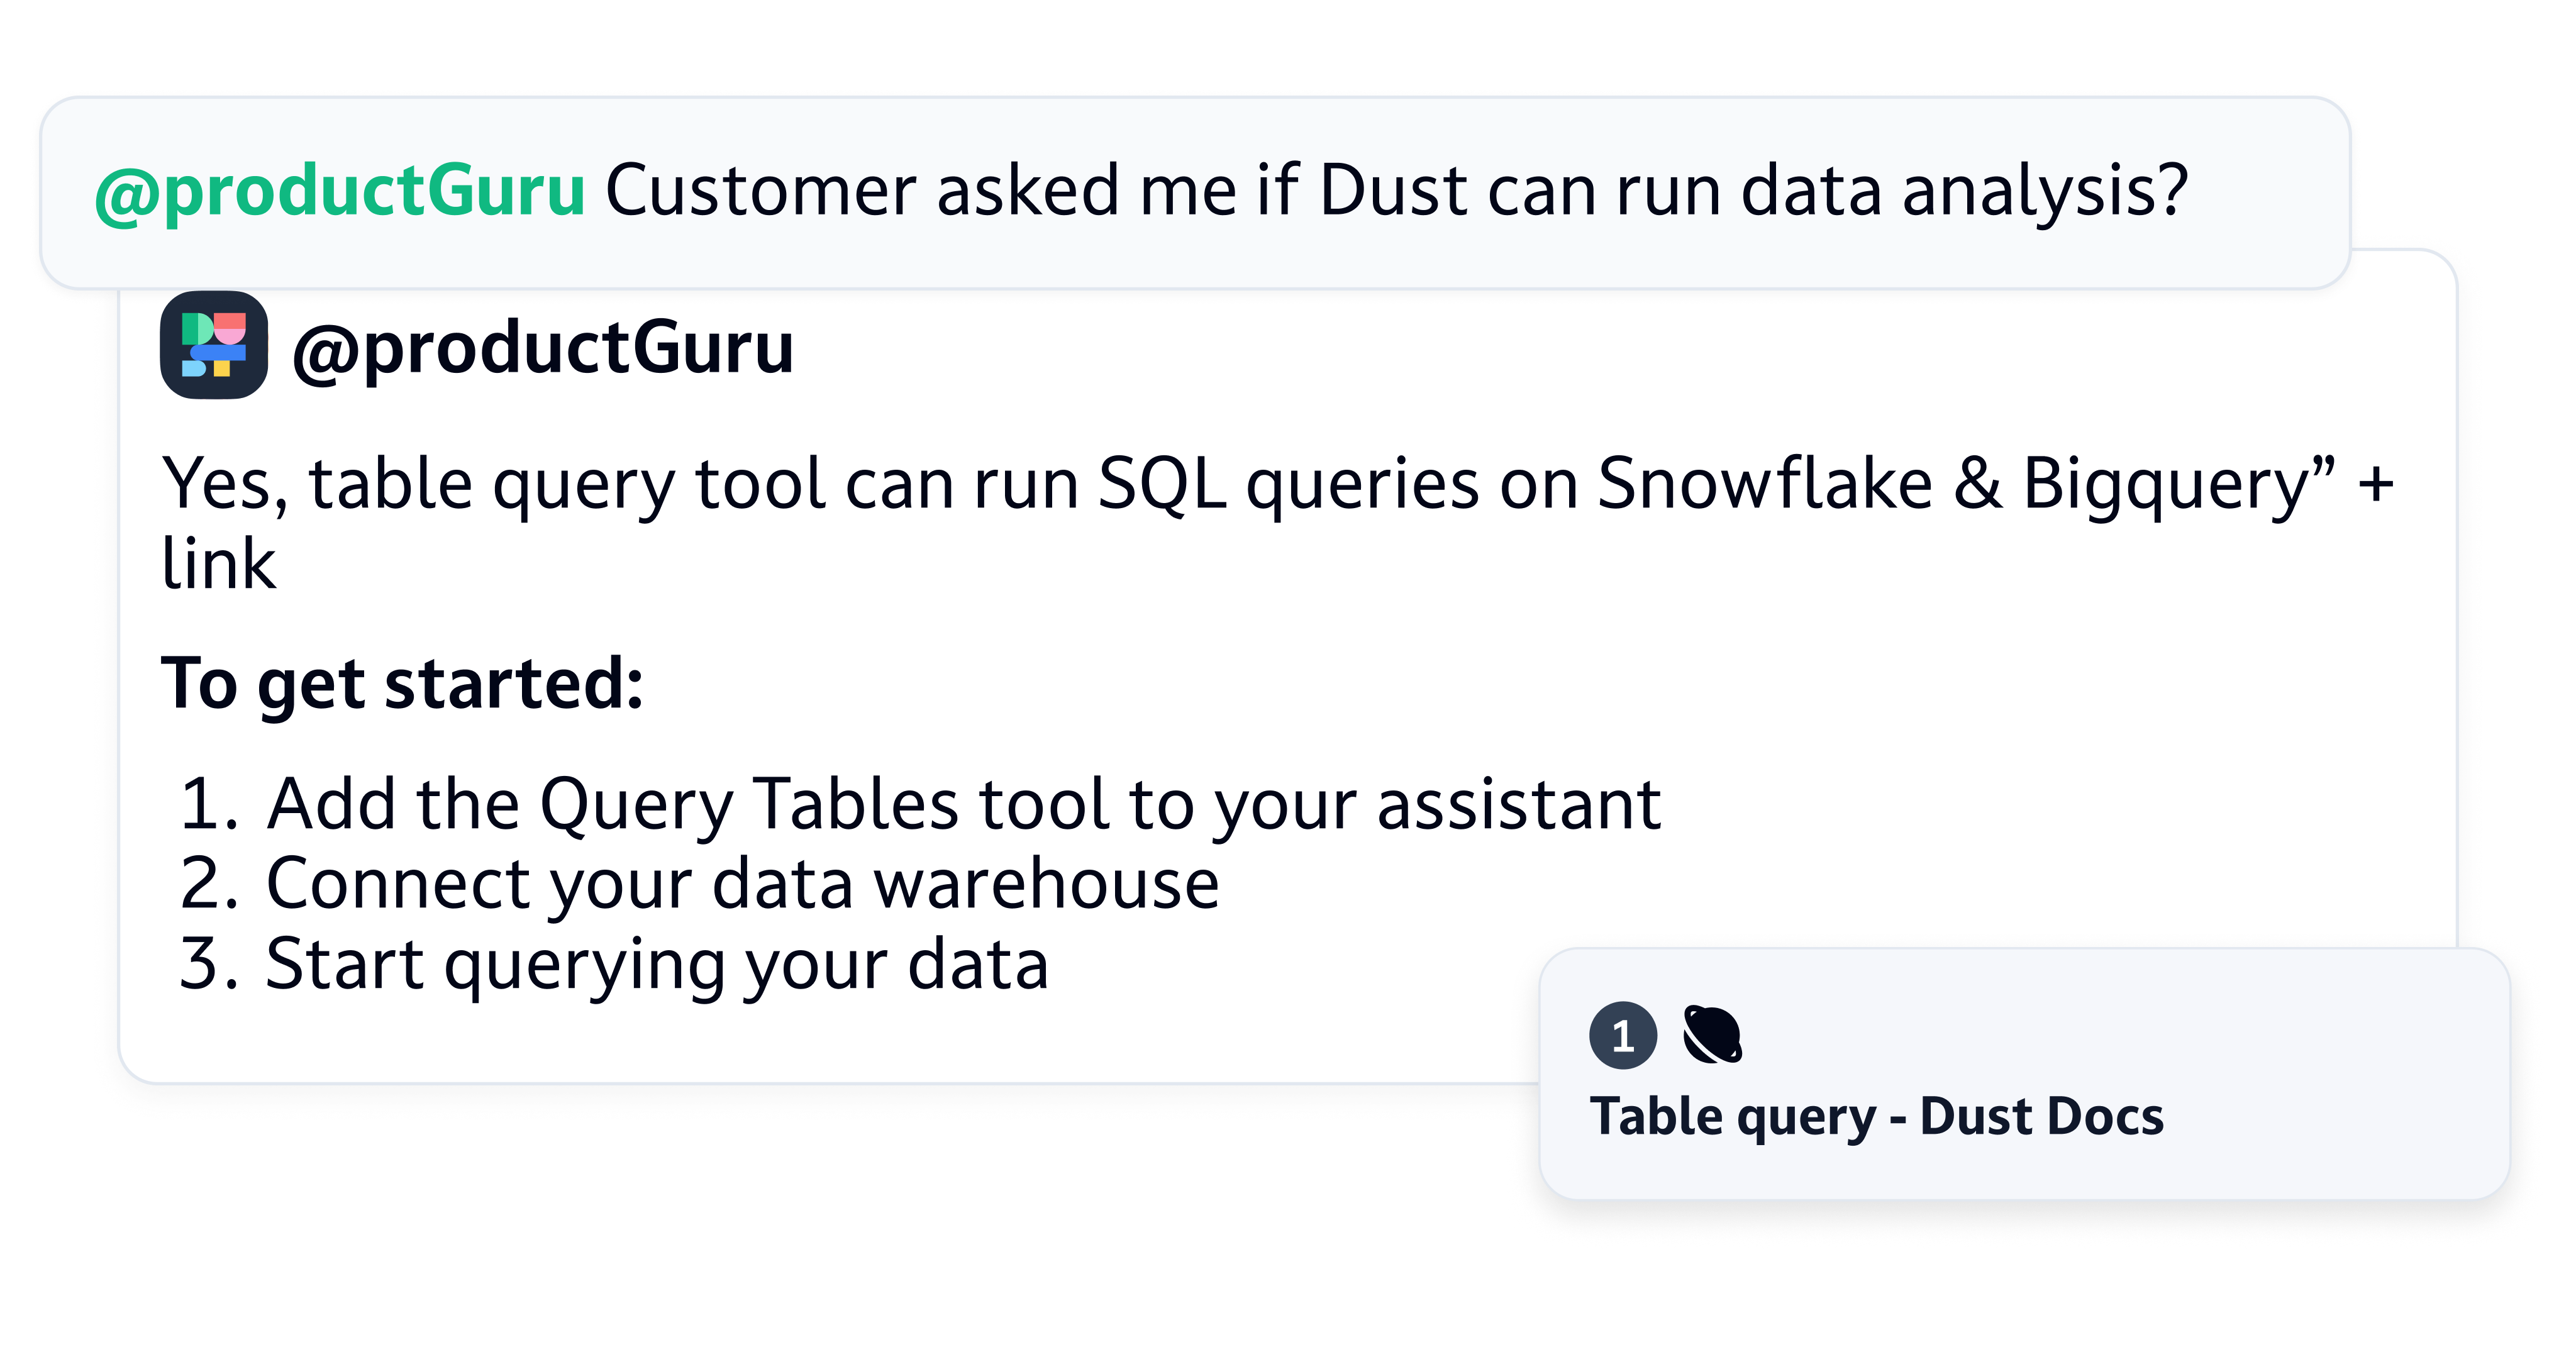 @productGuru Customer asked me if Dust can run data analysis?
@productGuru
Yes, table query tool can run SQL queries on Snowflake & Bigquery” +
link
To get started:
1. Add the Query Tables tool to your assistant
2. Connect your data warehouse
3. Start querying your data
1
Table query - Dust Docs